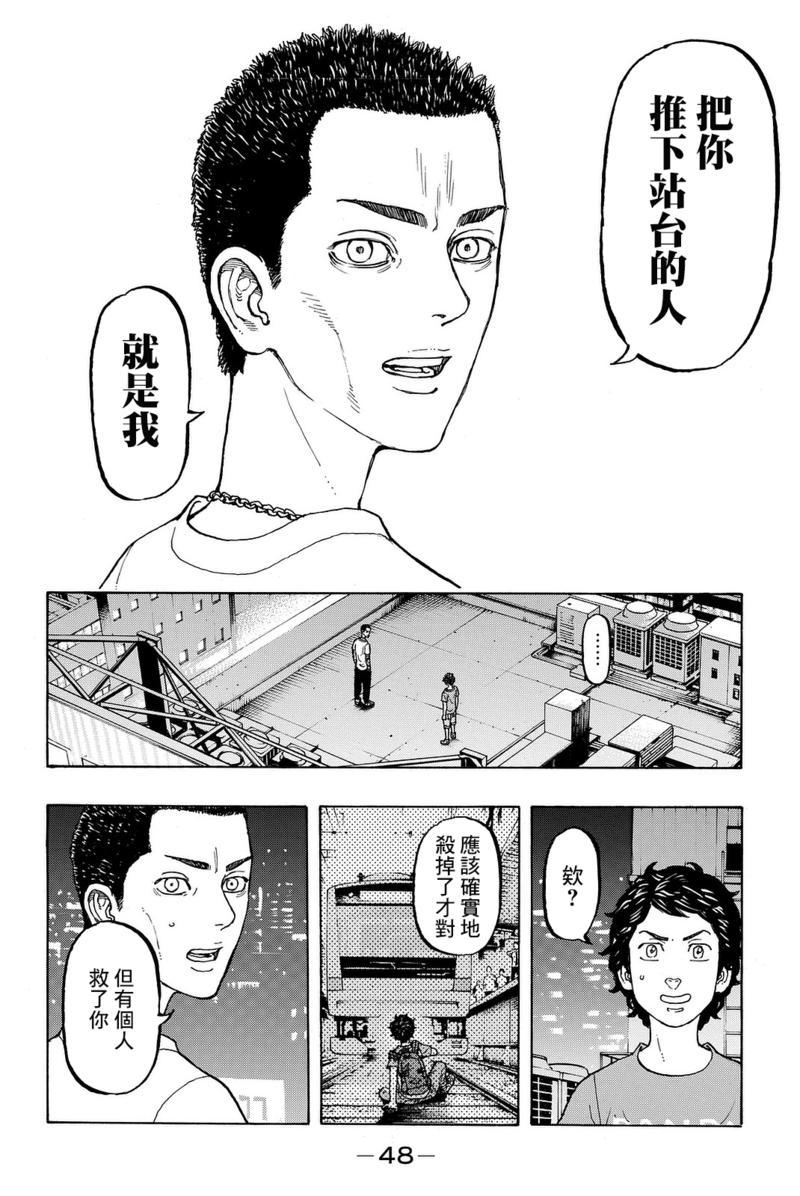 把你
推下站台的人
就是我
……
欸?
應該確實地
殺掉了才對
但有個人
救了你
—48—